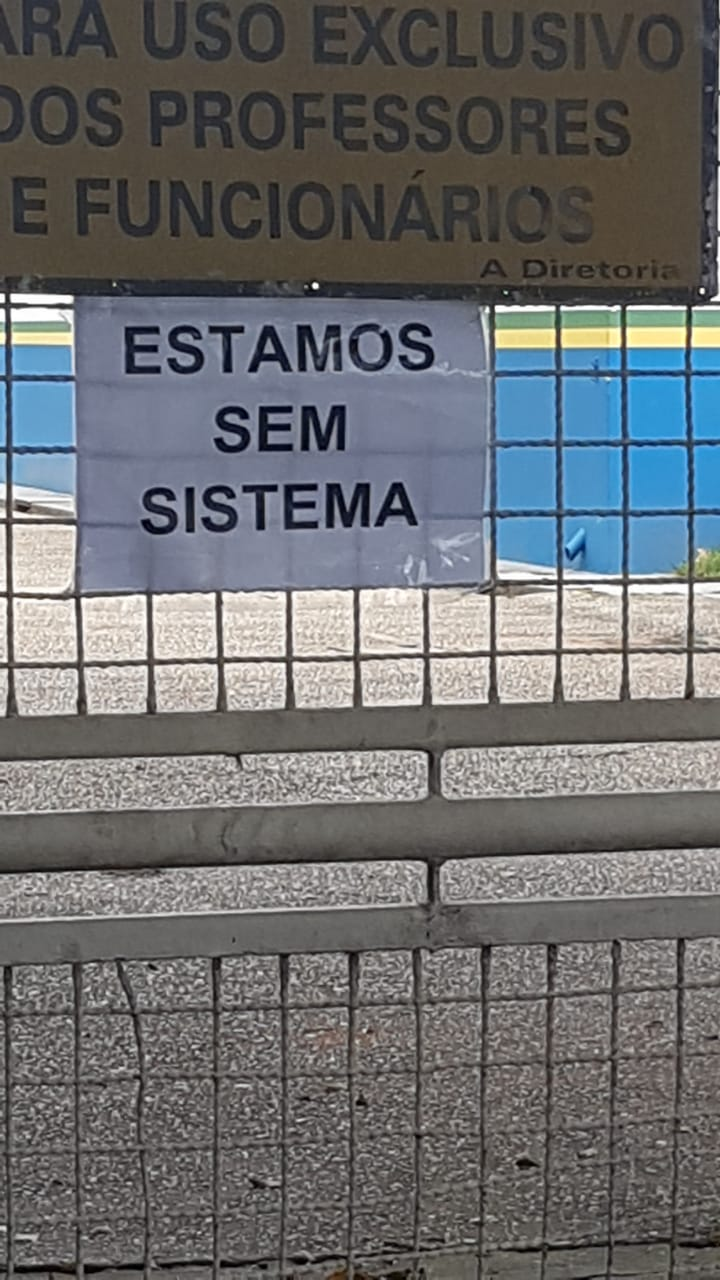 ARA USO EXCLUSIVO
DOS PROFESSORES
E FUNCIONÁRIOS
A Diretoria
ESTAMOS
SEM
SISTEMA